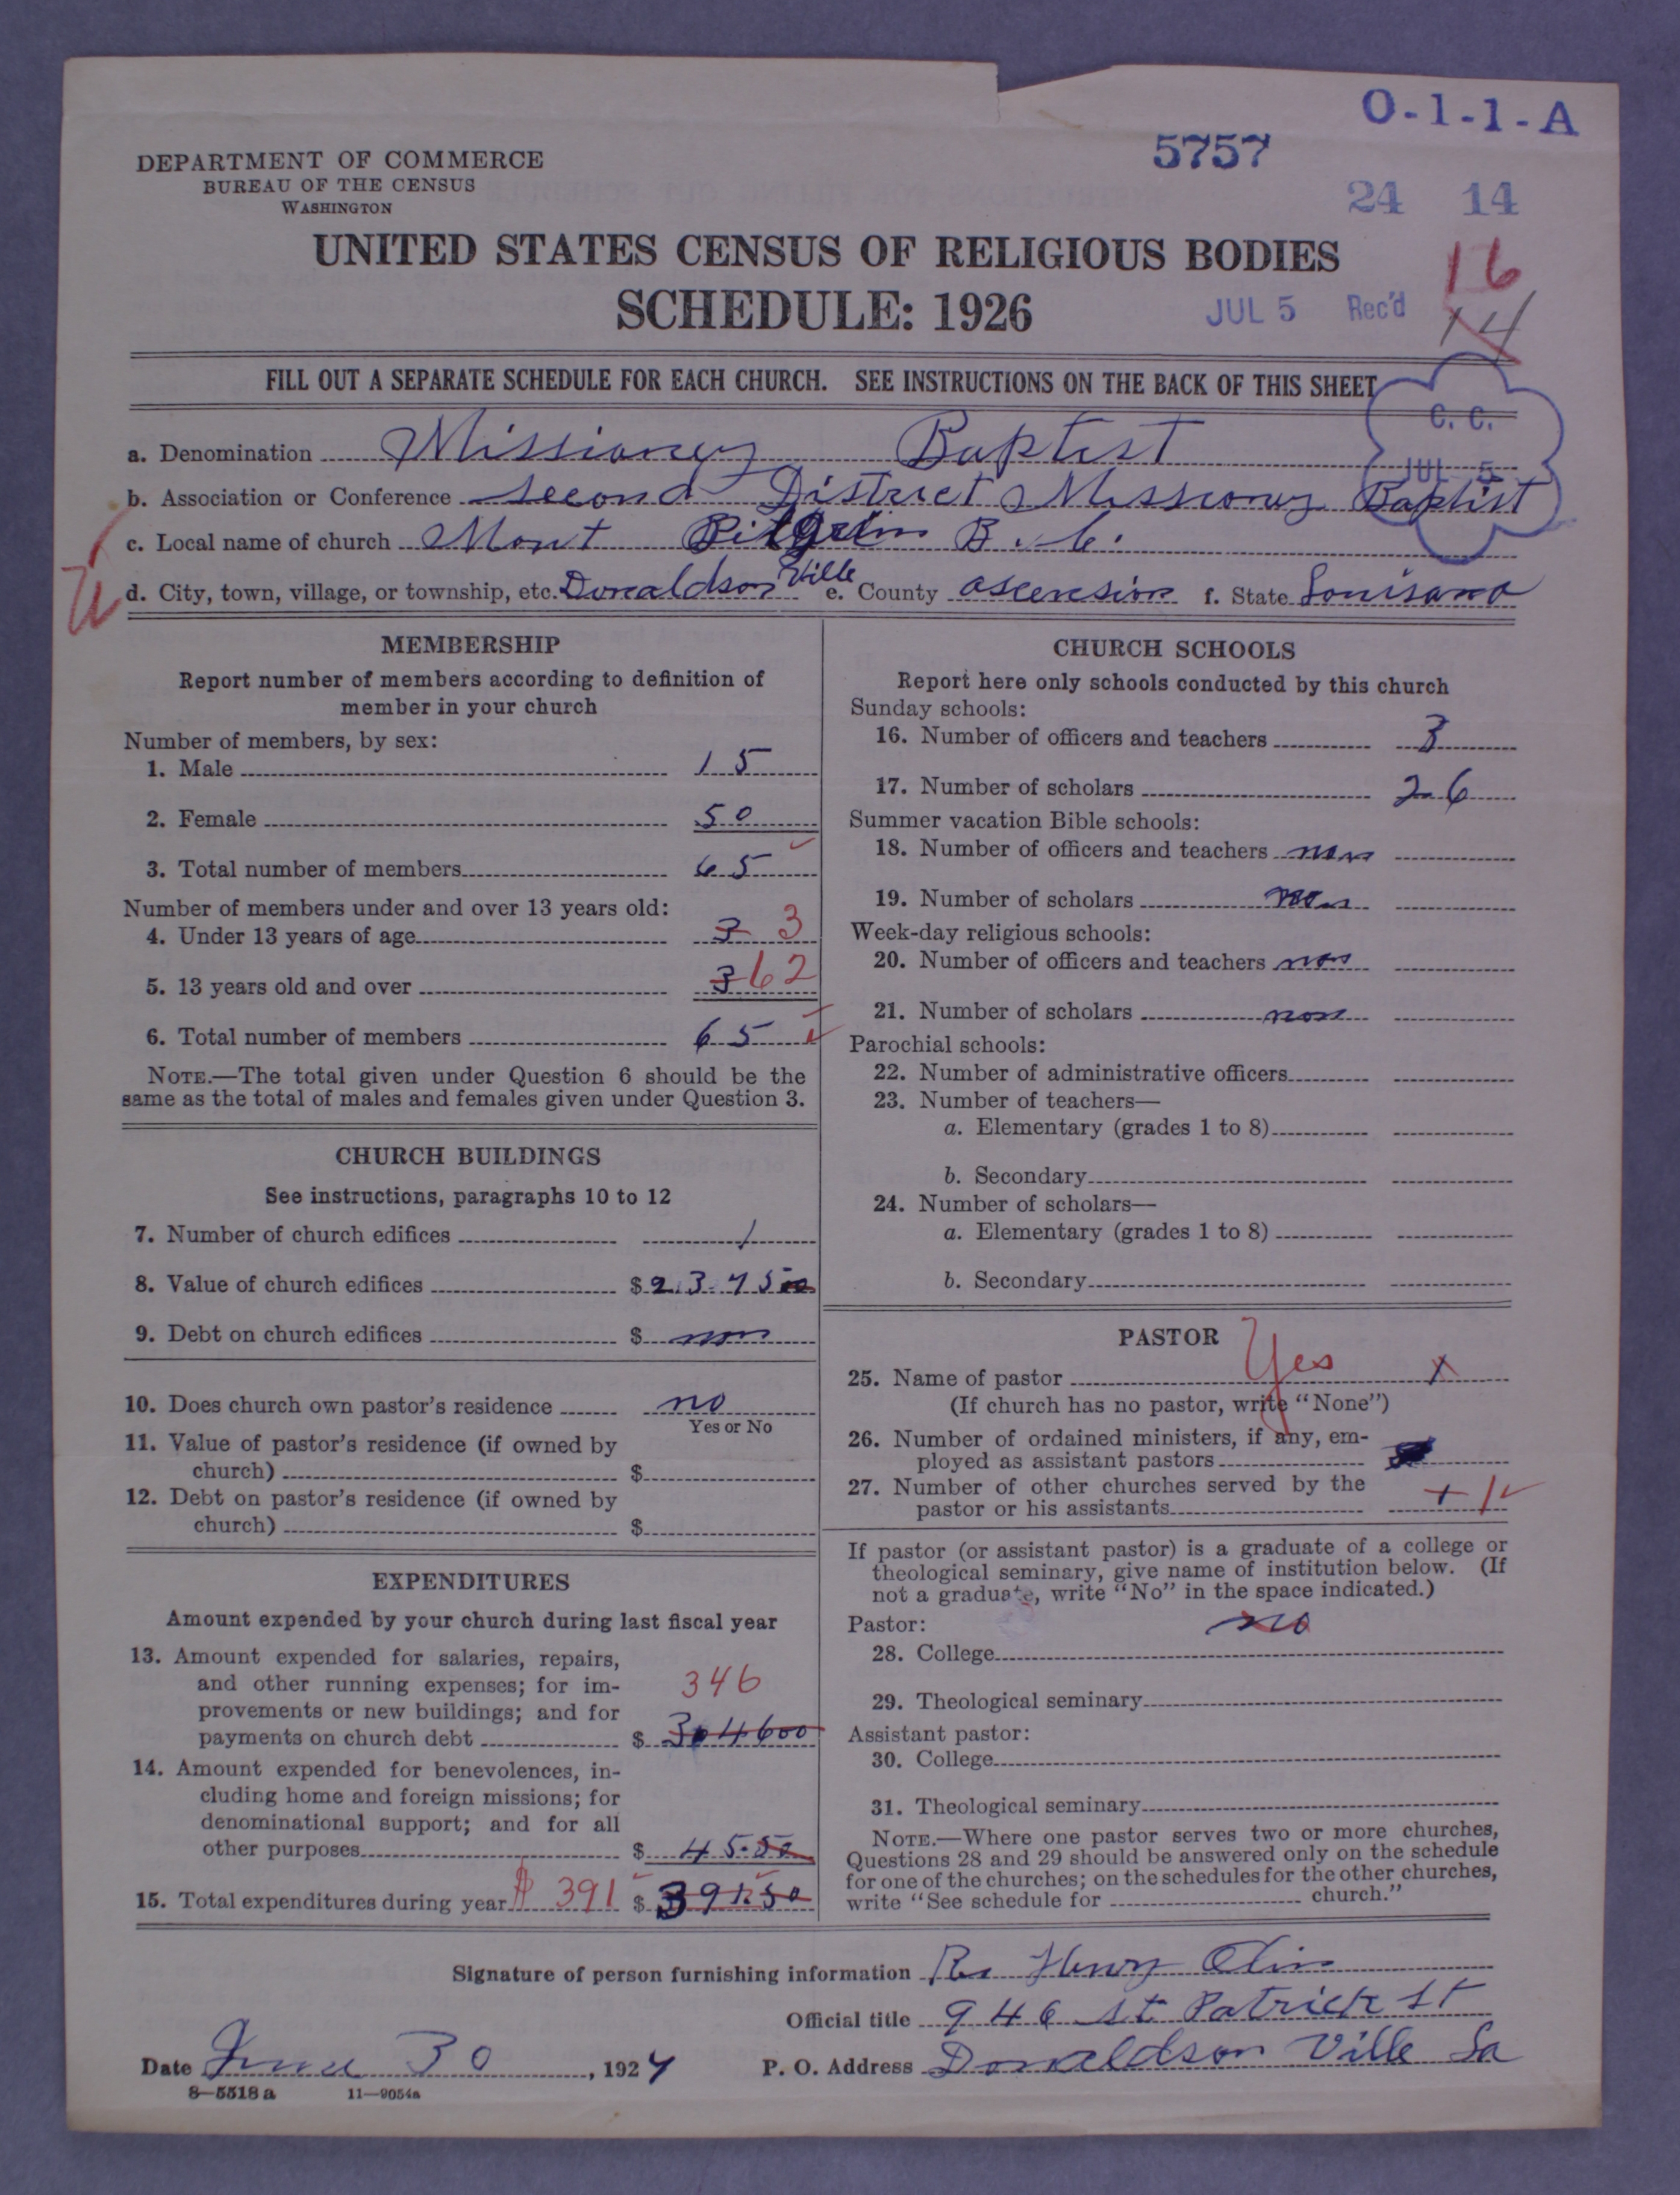 O-1-1-A
5757
DEPARTMENT OF COMMERCE
BUREAU OF THE CENSUS
WASHINGTON
24 14
UNITED STATES CENSUS OF RELIGIOUS BODIES
16
SCHEDULE: 1926
JUL 5 Rec'd
14
FILL OUT A SEPARATE SCHEDULE FOR EACH CHURCH. SEE INSTRUCTIONS ON THE BACK OF THIS SHEET
C. C.
JUL 5
a. Denomination Missionery Baptist
b. Association or Conference Second District Missionery Baptist
c. Local name of church Mont Pilgrim B. C.
d. City, town, village, or township, etc. Donaldson Ville e. County ascension f. State Louisana
MEMBERSHIP
Report number of members according to definition of
member in your church
Number of members, by sex:
1. Male 15
2. Female 50
3. Total number of members 65
Number of members under and over 13 years old:
4. Under 13 years of age 3 3
5. 13 years old and over 3 62
6. Total number of members 65
NOTE.—The total given under Question 6 should be the
same as the total of males and females given under Question 3.
CHURCH BUILDINGS
See instructions, paragraphs 10 to 12
7. Number of church edifices 1
8. Value of church edifices $ 23 75 00
9. Debt on church edifices $ non
10. Does church own pastor's residence no
Yes or No
11. Value of pastor's residence (if owned by
church) $
12. Debt on pastor's residence (if owned by
church) $
EXPENDITURES
Amount expended by your church during last fiscal year
13. Amount expended for salaries, repairs,
and other running expenses; for im-
346
provements or new buildings; and for
payments on church debt $ 304600
14. Amount expended for benevolences, in-
cluding home and foreign missions; for
denominational support; and for all
other purposes $ 45.50
15. Total expenditures during year $ 391 $ 391.50
CHURCH SCHOOLS
Report here only schools conducted by this church
Sunday schools:
16. Number of officers and teachers 3
17. Number of scholars 26
Summer vacation Bible schools:
18. Number of officers and teachers non
19. Number of scholars non
Week-day religious schools:
20. Number of officers and teachers non
21. Number of scholars non
Parochial schools:
22. Number of administrative officers
23. Number of teachers—
a. Elementary (grades 1 to 8)
b. Secondary
24. Number of scholars—
a. Elementary (grades 1 to 8)
b. Secondary
PASTOR
25. Name of pastor Yes X
(If church has no pastor, write "None")
26. Number of ordained ministers, if any, em-
ployed as assistant pastors
27. Number of other churches served by the
pastor or his assistants + 1
If pastor (or assistant pastor) is a graduate of a college or
theological seminary, give name of institution below. (If
not a graduate, write "No" in the space indicated.)
Pastor: no
28. College
29. Theological seminary
Assistant pastor:
30. College
31. Theological seminary
NOTE.—Where one pastor serves two or more churches,
Questions 28 and 29 should be answered only on the schedule
for one of the churches; on the schedules for the other churches,
write "See schedule for church."
Signature of person furnishing information Henry
Official title 946 St Patrick St
Date June 30, 1927 P. O. Address Donaldson Ville La
8—5518 a 11—9054a